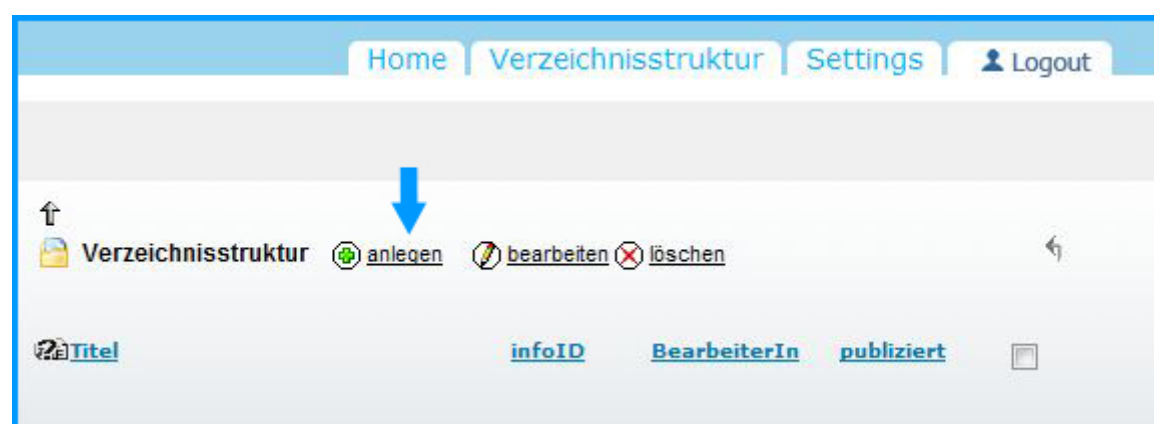 Home Verzeichnisstruktur Settings Logout
Verzeichnisstruktur anlegen bearbeiten löschen
Titel infoID BearbeiterIn publiziert